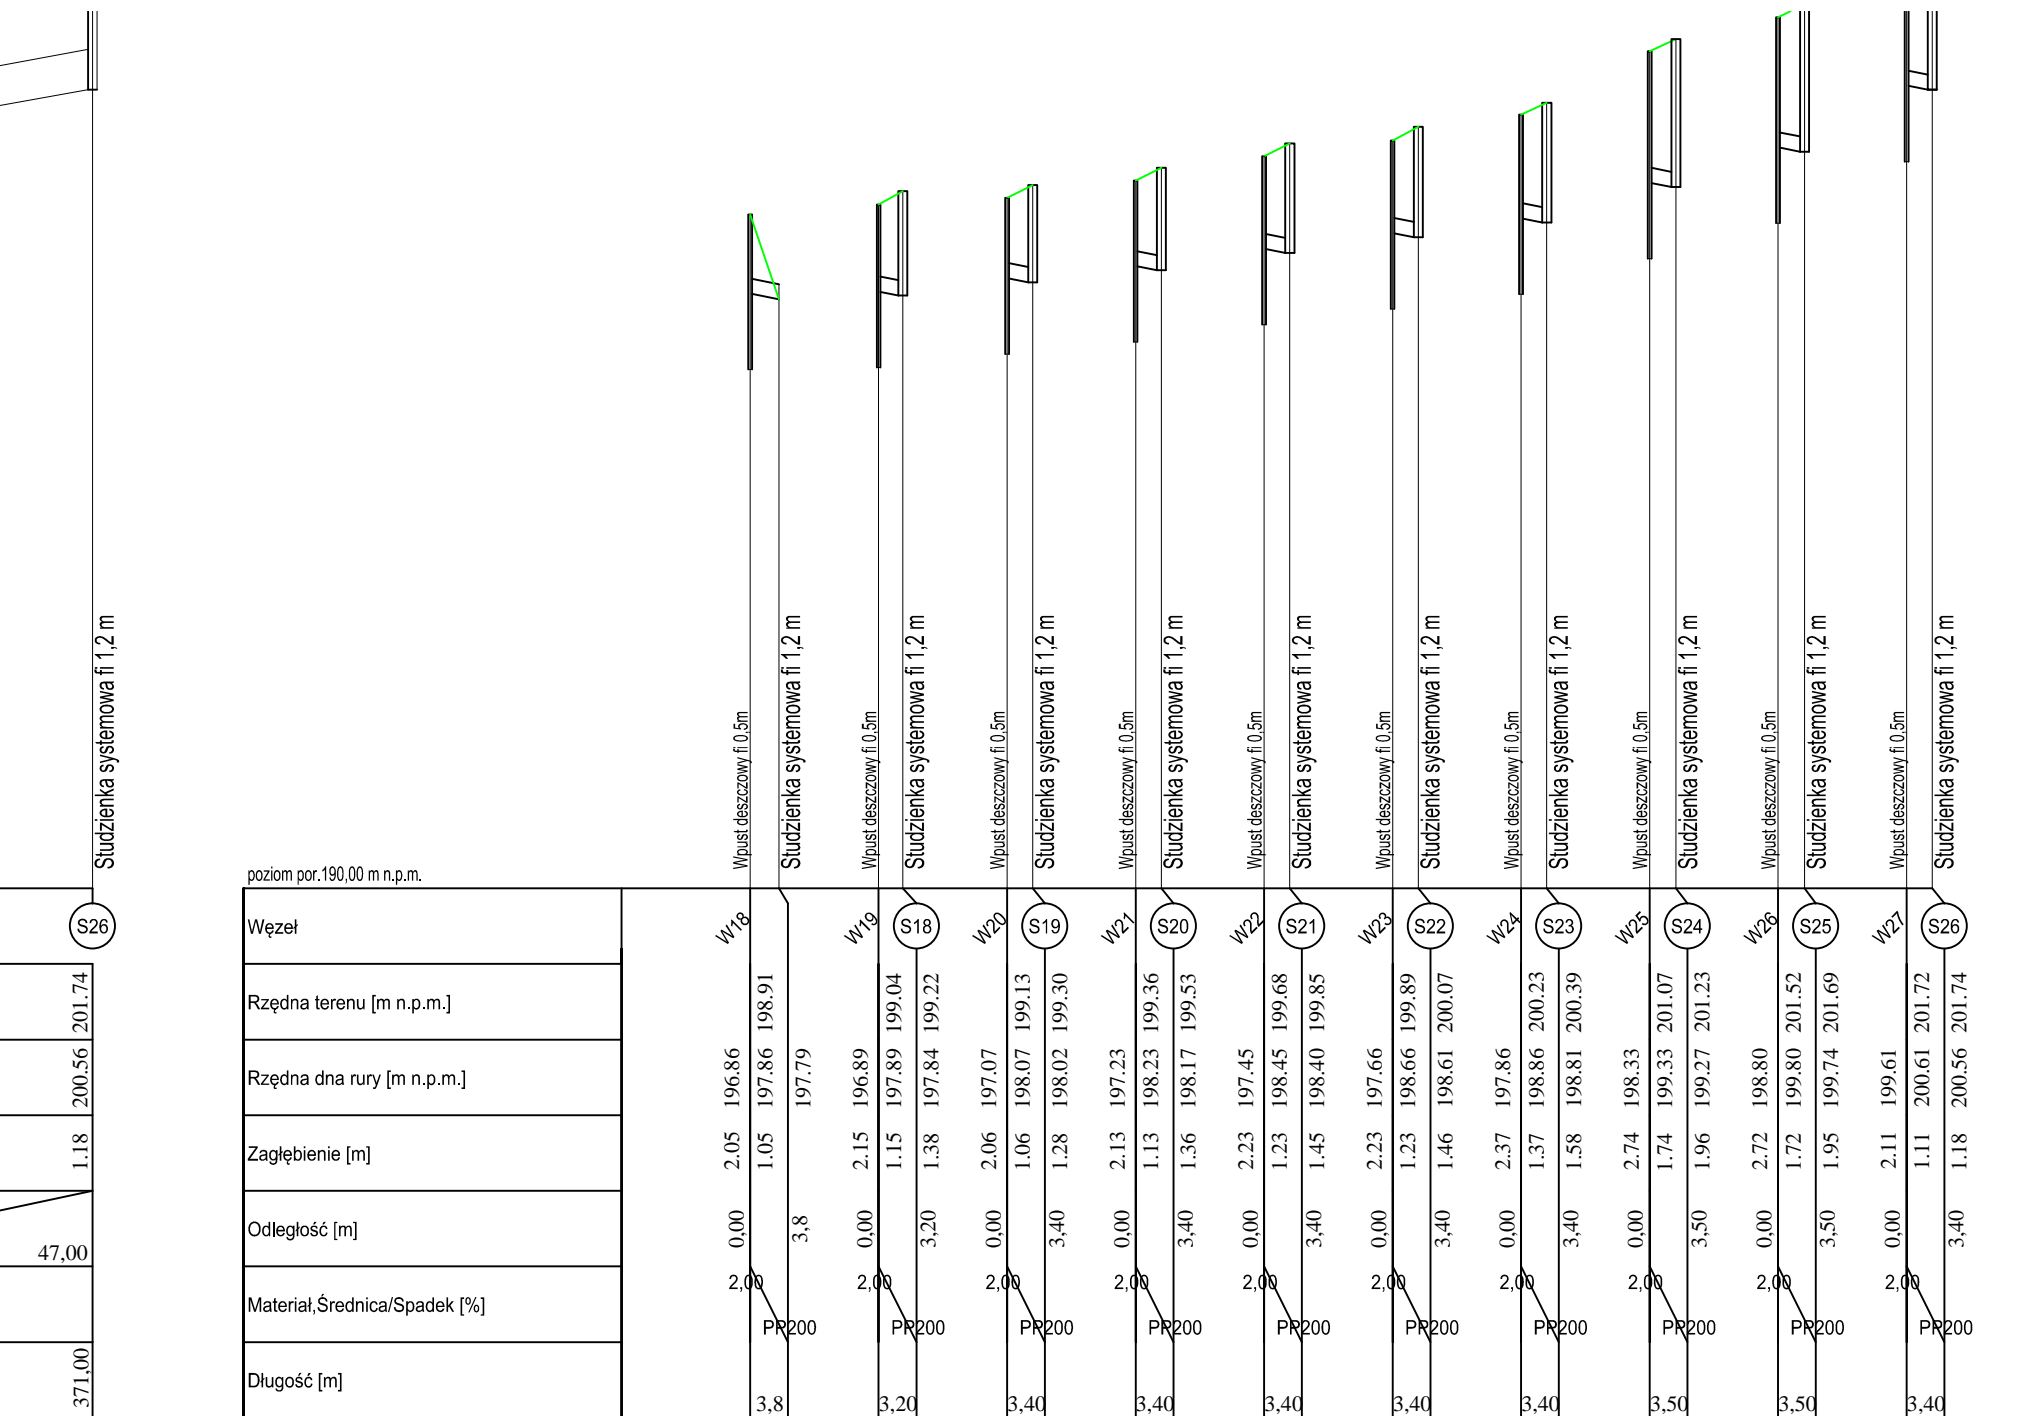 Studzienka systemowa fi 1,2 m
S26
201.74
200.56
1.18
47,00
371,00
poziom por.190,00 m n.p.m.
Wpust deszczowy fi 0,5m
Studzienka systemowa fi 1,2 m
Wpust deszczowy fi 0,5m
Studzienka systemowa fi 1,2 m
Wpust deszczowy fi 0,5m
Studzienka systemowa fi 1,2 m
Wpust deszczowy fi 0,5m
Studzienka systemowa fi 1,2 m
Wpust deszczowy fi 0,5m
Studzienka systemowa fi 1,2 m
Wpust deszczowy fi 0,5m
Studzienka systemowa fi 1,2 m
Wpust deszczowy fi 0,5m
Studzienka systemowa fi 1,2 m
Wpust deszczowy fi 0,5m
Studzienka systemowa fi 1,2 m
Wpust deszczowy fi 0,5m
Studzienka systemowa fi 1,2 m
Wpust deszczowy fi 0,5m
Studzienka systemowa fi 1,2 m
Węzeł
W18 W19 S18 W20 S19 W21 S20 W22 S21 W23 S22 W24 S23 W25 S24 W26 S25 W27 S26
Rzędna terenu [m n.p.m.]
198.91 199.04 199.22 199.13 199.30 199.36 199.53 199.68 199.85 199.89 200.07 200.23 200.39 201.07 201.23 201.52 201.69 201.72 201.74
Rzędna dna rury [m n.p.m.]
196.86 197.86 197.79 196.89 197.89 197.84 197.07 198.07 198.02 197.23 198.23 198.17 197.45 198.45 198.40 197.66 198.66 198.61 197.86 198.86 198.81 198.33 199.33 199.27 198.80 199.80 199.74 199.61 200.61 200.56
Zagłębienie [m]
2.05 1.05 2.15 1.15 1.38 2.06 1.06 1.28 2.13 1.13 1.36 2.23 1.23 1.45 2.23 1.23 1.46 2.37 1.37 1.58 2.74 1.74 1.96 2.72 1.72 1.95 2.11 1.11 1.18
Odległość [m]
0,00 3,8 0,00 3,20 0,00 3,40 0,00 3,40 0,00 3,40 0,00 3,40 0,00 3,40 0,00 3,50 0,00 3,50 0,00 3,40
Materiał,Średnica/Spadek [%]
2,00 2,00 2,00 2,00 2,00 2,00 2,00 2,00 2,00 2,00
PP200 PP200 PP200 PP200 PP200 PP200 PP200 PP200 PP200 PP200
Długość [m]
3,8 3,20 3,40 3,40 3,40 3,40 3,40 3,50 3,50 3,40